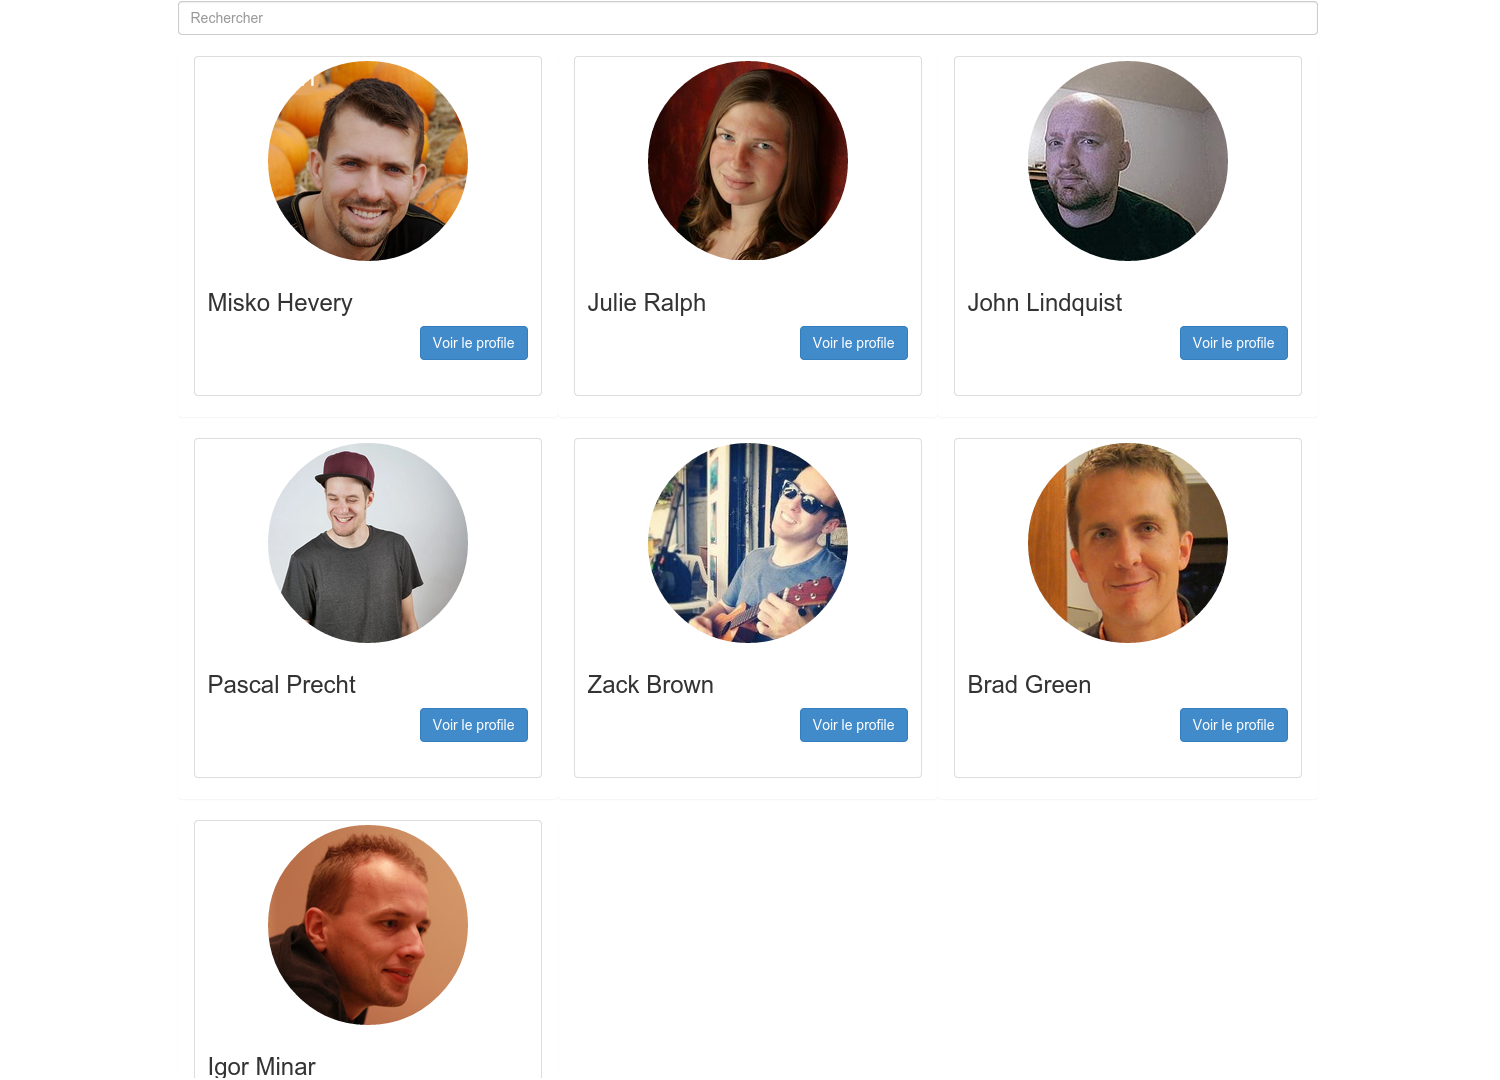 Rechercher
Misko Hevery
Julie Ralph
John Lindquist
Voir le profile
Voir le profile
Voir le profile
Pascal Precht
Zack Brown
Brad Green
Voir le profile
Voir le profile
Voir le profile
Igor Minar